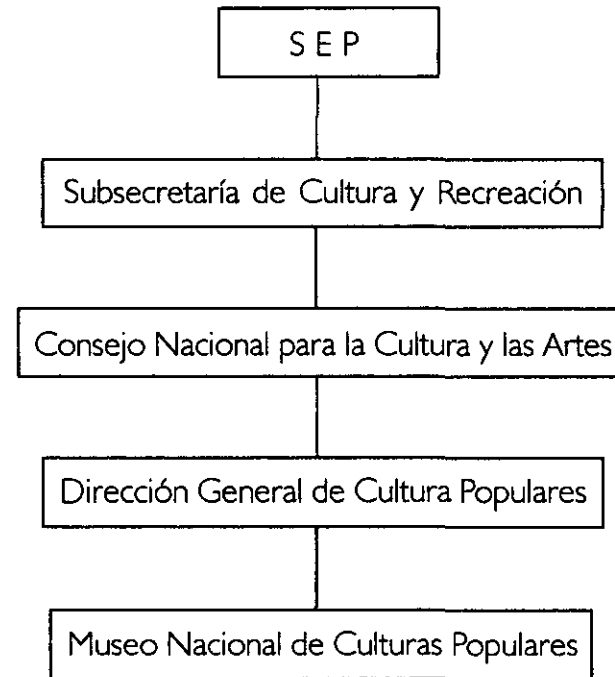 S E P
Subsecretaría de Cultura y Recreación
Consejo Nacional para la Cultura y las Artes
Dirección General de Cultura Populares
Museo Nacional de Culturas Populares